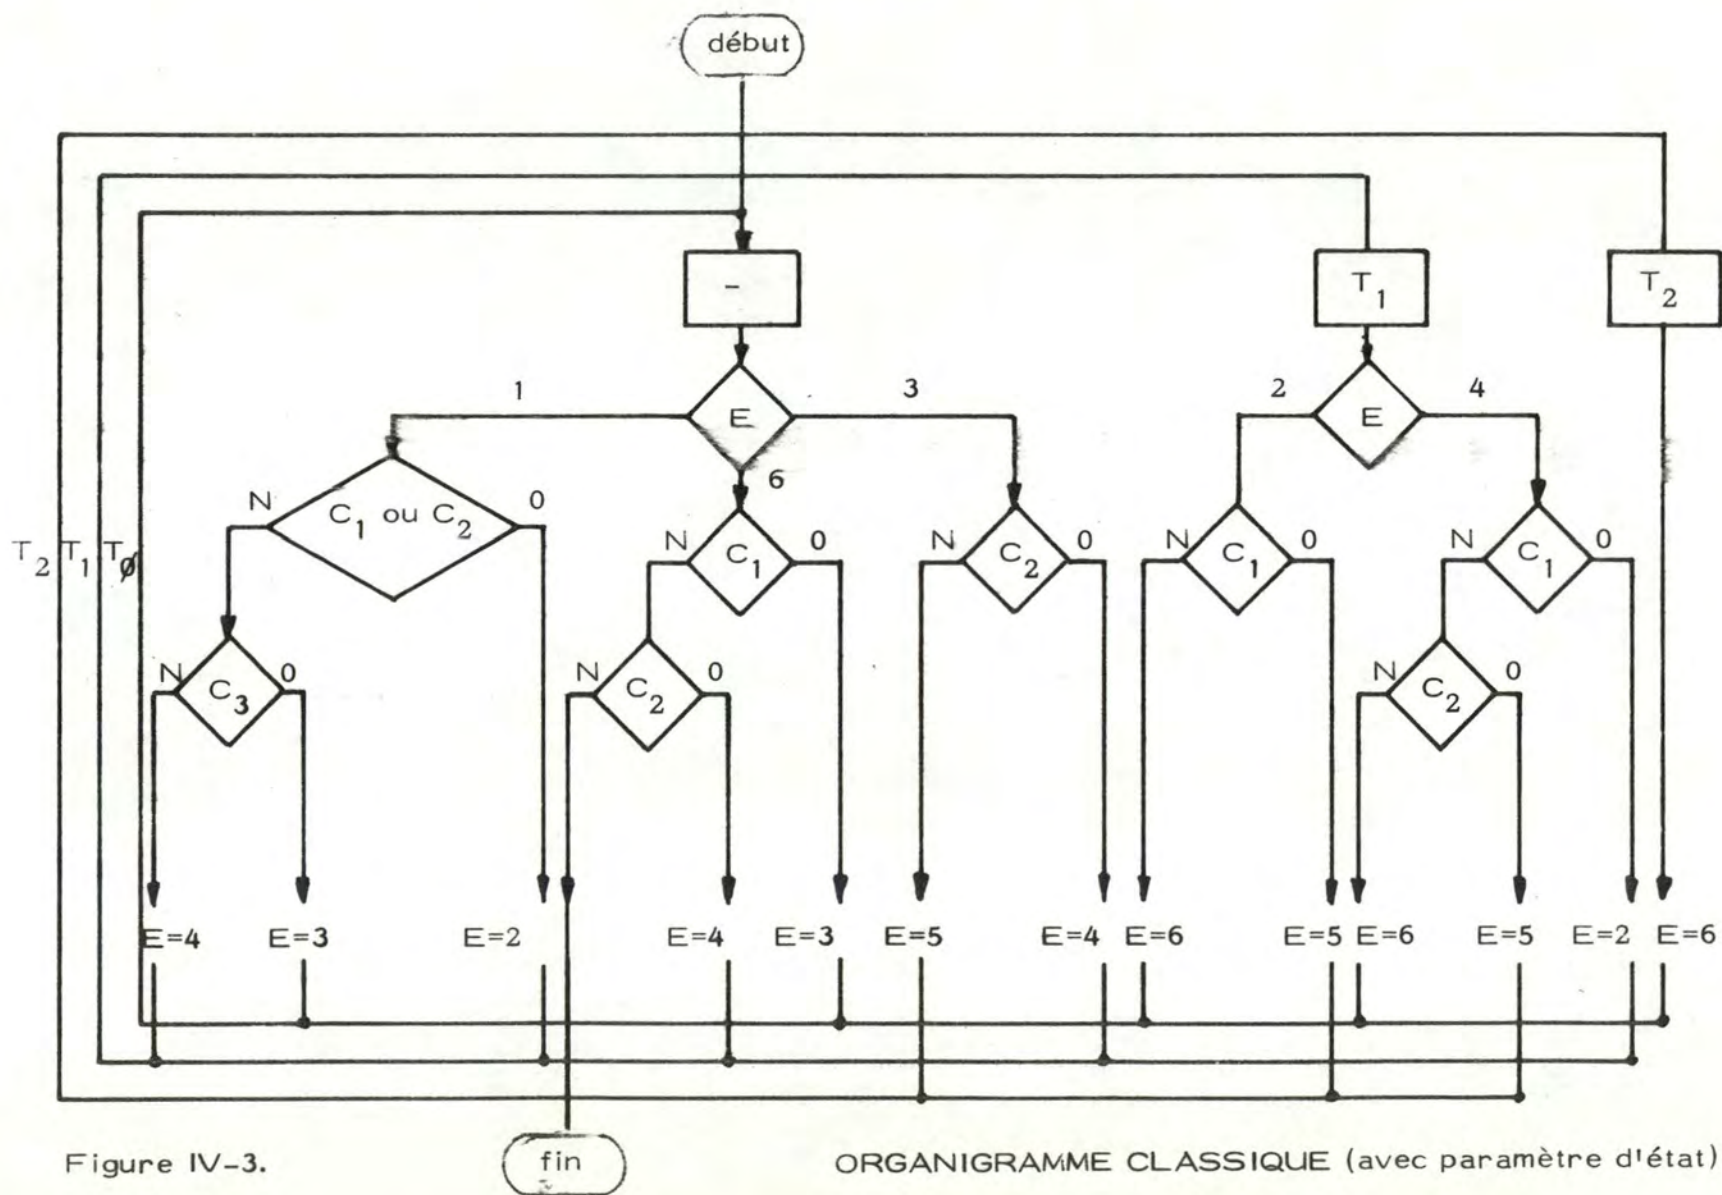 début
-
T1
T2
1
E
3
2
E
4
6
N
C1 ou C2
0
N
C1
0
N
C2
0
N
C1
0
N
C1
0
T2
T1
Tø
N
C3
0
N
C2
0
N
C2
0
E=4
E=3
E=2
E=4
E=3
E=5
E=4
E=6
E=5
E=6
E=5
E=2
E=6
Figure IV-3.
fin
ORGANIGRAMME CLASSIQUE (avec paramètre d'état)